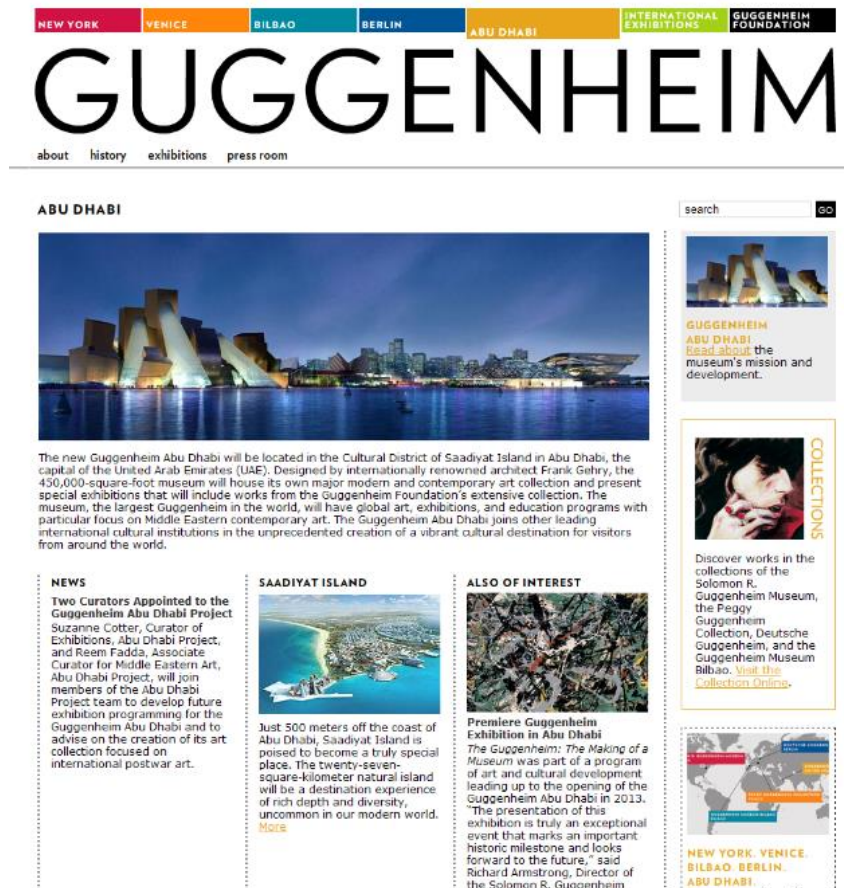 NEW YORK
VENICE
BILBAO
BERLIN
ABU DHABI
INTERNATIONAL
EXHIBITIONS
GUGGENHEIM
FOUNDATION
GUGGENHEIM
about history exhibitions press room
ABU DHABI
search GO
The new Guggenheim Abu Dhabi will be located in the Cultural District of Saadiyat Island in Abu Dhabi, the
capital of the United Arab Emirates (UAE). Designed by internationally renowned architect Frank Gehry, the
450,000-square-foot museum will house its own major modern and contemporary art collection and present
special exhibitions that will include works from the Guggenheim Foundation's extensive collection. The
museum, the largest Guggenheim in the world, will have global art, exhibitions, and education programs with
particular focus on Middle Eastern contemporary art. The Guggenheim Abu Dhabi joins other leading
international cultural institutions in the unprecedented creation of a vibrant cultural destination for visitors
from around the world.
NEWS
Two Curators Appointed to the
Guggenheim Abu Dhabi Project
Suzanne Cotter, Curator of
Exhibitions, Abu Dhabi Project,
and Reem Fadda, Associate
Curator for Middle Eastern Art,
Abu Dhabi Project, will join
members of the Abu Dhabi
Project team to develop future
exhibition programming for the
Guggenheim Abu Dhabi and to
advise on the creation of its art
collection focused on
international postwar art.
SAADIYAT ISLAND
Just 500 meters off the coast of
Abu Dhabi, Saadiyat Island is
poised to become a truly special
place. The twenty-seven-
square-kilometer natural island
will be a destination experience
of rich depth and diversity,
uncommon in our modern world.
More
ALSO OF INTEREST
Premiere Guggenheim
Exhibition in Abu Dhabi
The Guggenheim: The Making of a
Museum was part of a program
of art and cultural development
leading up to the opening of the
Guggenheim Abu Dhabi in 2013.
"The presentation of this
exhibition is truly an exceptional
event that marks an important
historic milestone and looks
forward to the future," said
Richard Armstrong, Director of
the Solomon R. Guggenheim
GUGGENHEIM
ABU DHABI
Read about the
museum's mission and
development.
COLLECTIONS
Discover works in the
collections of the
Solomon R.
Guggenheim Museum,
the Peggy
Guggenheim
Collection, Deutsche
Guggenheim, and the
Guggenheim Museum
Bilbao. Visit the
Collection Online.
NEW YORK. VENICE.
BILBAO. BERLIN.
ABU DHABI.